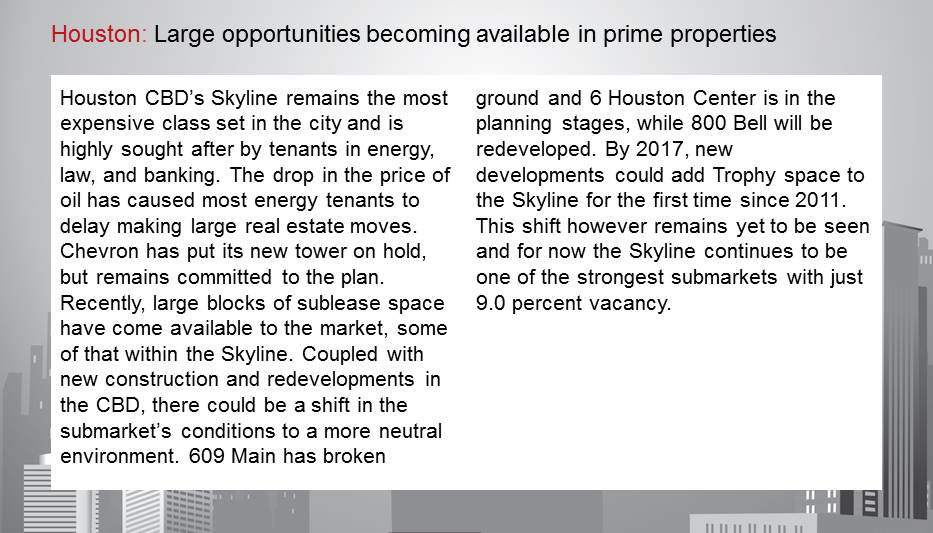 Houston: Large opportunities becoming available in prime properties
Houston CBD’s Skyline remains the most
expensive class set in the city and is
highly sought after by tenants in energy,
law, and banking. The drop in the price of
oil has caused most energy tenants to
delay making large real estate moves.
Chevron has put its new tower on hold,
but remains committed to the plan.
Recently, large blocks of sublease space
have come available to the market, some
of that within the Skyline. Coupled with
new construction and redevelopments in
the CBD, there could be a shift in the
submarket’s conditions to a more neutral
environment. 609 Main has broken
ground and 6 Houston Center is in the
planning stages, while 800 Bell will be
redeveloped. By 2017, new
developments could add Trophy space to
the Skyline for the first time since 2011.
This shift however remains yet to be seen
and for now the Skyline continues to be
one of the strongest submarkets with just
9.0 percent vacancy.